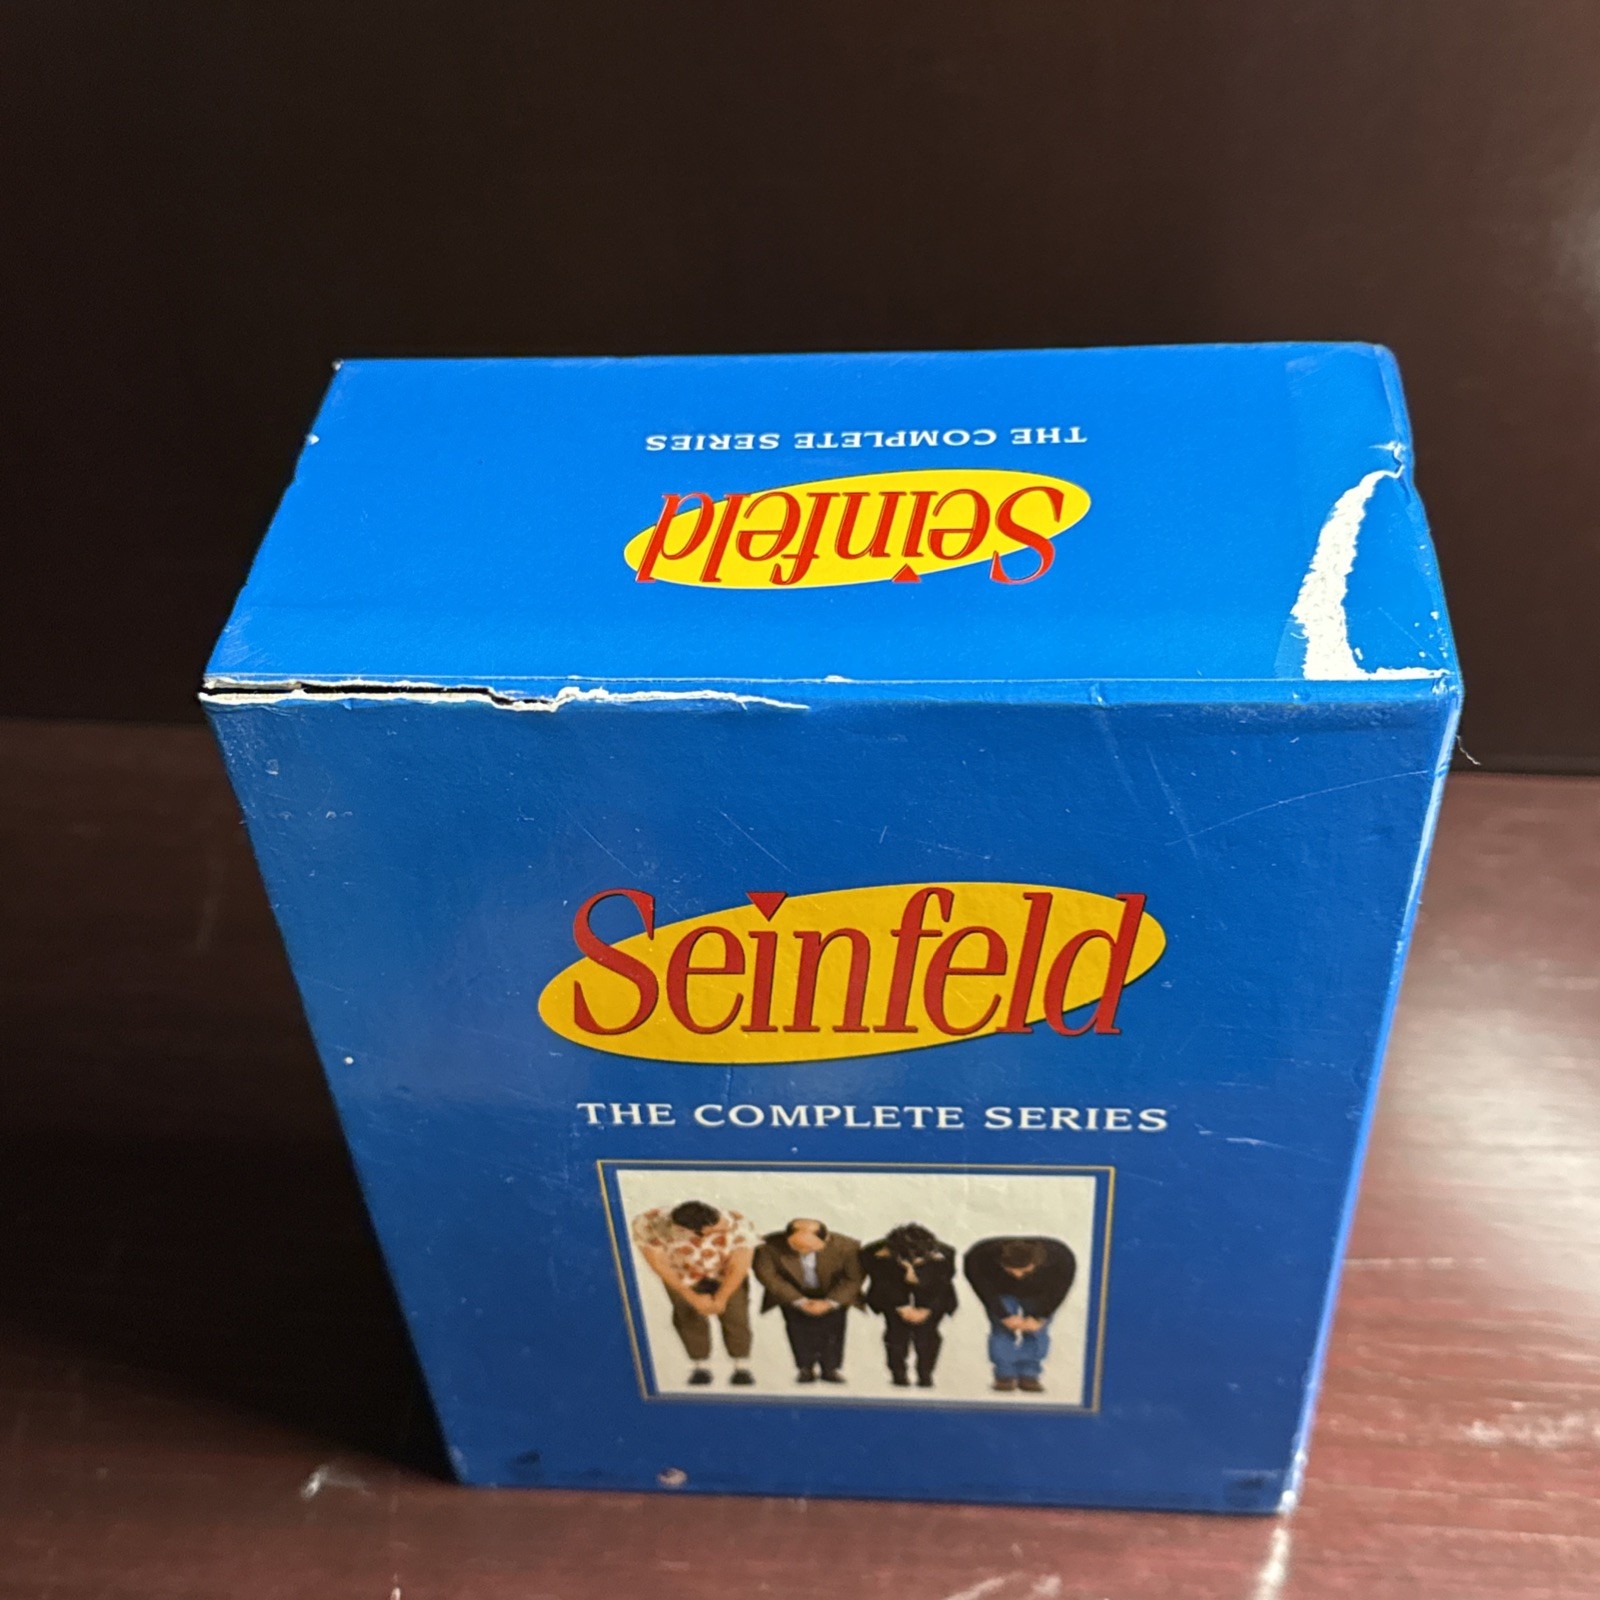 THE COMPLETE SERIES
Seinfeld
Seinfeld
THE COMPLETE SERIES